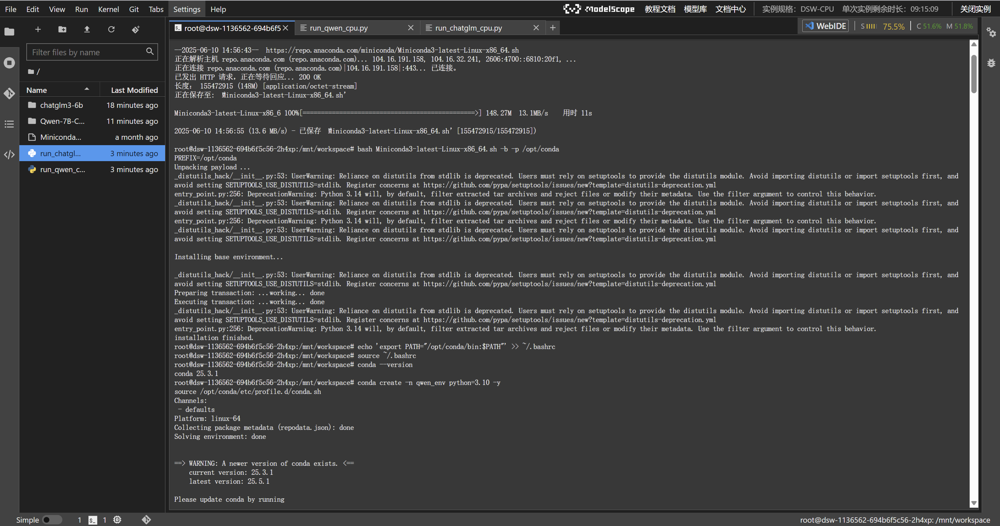 File Edit View Run Kernel Git Tabs Settings Help
ModelScope 教程文档 模型库 文档中心 实例规格： DSW-CPU 单次实例剩余时长： 09:15:09 关闭实例
root@dsw-1136562-694b6f5 run_qwen_cpu.py run_chatglm_cpu.py
WebIDE S 75.5% C 51.6% M 51.8%
Filter files by name
/
Name Last Modified
chatglm3-6b 18 minutes ago
Qwen-7B-C... 11 minutes ago
Miniconda... a month ago
run_chatgl... 3 minutes ago
run_qwen_c... 3 minutes ago
--2025-06-10 14:56:43-- https://repo.anaconda.com/miniconda/Miniconda3-latest-Linux-x86_64.sh
正在解析主机 repo.anaconda.com (repo.anaconda.com)... 104.16.191.158, 104.16.32.241, 2606:4700::6810:20f1, ...
正在连接 repo.anaconda.com (repo.anaconda.com)|104.16.191.158|:443... 已连接。
已发出 HTTP 请求，正在等待回应... 200 OK
长度： 155472915 (148M) [application/octet-stream]
正在保存至: ‘Miniconda3-latest-Linux-x86_64.sh’
Miniconda3-latest-Linux-x86_6 100%[===============================================>] 148.27M 13.1MB/s 用时 11s
2025-06-10 14:56:55 (13.6 MB/s) - 已保存 ‘Miniconda3-latest-Linux-x86_64.sh’ [155472915/155472915])
root@dsw-1136562-694b6f5c56-2h4xp:/mnt/workspace# bash Miniconda3-latest-Linux-x86_64.sh -b -p /opt/conda
PREFIX=/opt/conda
Unpacking payload ...
_distutils_hack/__init__.py:53: UserWarning: Reliance on distutils from stdlib is deprecated. Users must rely on setuptools to provide the distutils module. Avoid importing distutils or import setuptools first, and
avoid setting SETUPTOOLS_USE_DISTUTILS=stdlib. Register concerns at https://github.com/pypa/setuptools/issues/new?template=distutils-deprecation.yml
entry_point.py:256: DeprecationWarning: Python 3.14 will, by default, filter extracted tar archives and reject files or modify their metadata. Use the filter argument to control this behavior.
_distutils_hack/__init__.py:53: UserWarning: Reliance on distutils from stdlib is deprecated. Users must rely on setuptools to provide the distutils module. Avoid importing distutils or import setuptools first, and
avoid setting SETUPTOOLS_USE_DISTUTILS=stdlib. Register concerns at https://github.com/pypa/setuptools/issues/new?template=distutils-deprecation.yml
entry_point.py:256: DeprecationWarning: Python 3.14 will, by default, filter extracted tar archives and reject files or modify their metadata. Use the filter argument to control this behavior.
_distutils_hack/__init__.py:53: UserWarning: Reliance on distutils from stdlib is deprecated. Users must rely on setuptools to provide the distutils module. Avoid importing distutils or import setuptools first, and
avoid setting SETUPTOOLS_USE_DISTUTILS=stdlib. Register concerns at https://github.com/pypa/setuptools/issues/new?template=distutils-deprecation.yml
Installing base environment...
_distutils_hack/__init__.py:53: UserWarning: Reliance on distutils from stdlib is deprecated. Users must rely on setuptools to provide the distutils module. Avoid importing distutils or import setuptools first, and
avoid setting SETUPTOOLS_USE_DISTUTILS=stdlib. Register concerns at https://github.com/pypa/setuptools/issues/new?template=distutils-deprecation.yml
Preparing transaction: ...working... done
Executing transaction: ...working... done
_distutils_hack/__init__.py:53: UserWarning: Reliance on distutils from stdlib is deprecated. Users must rely on setuptools to provide the distutils module. Avoid importing distutils or import setuptools first, and
avoid setting SETUPTOOLS_USE_DISTUTILS=stdlib. Register concerns at https://github.com/pypa/setuptools/issues/new?template=distutils-deprecation.yml
entry_point.py:256: DeprecationWarning: Python 3.14 will, by default, filter extracted tar archives and reject files or modify their metadata. Use the filter argument to control this behavior.
installation finished.
root@dsw-1136562-694b6f5c56-2h4xp:/mnt/workspace# echo 'export PATH="/opt/conda/bin:$PATH"' >> ~/.bashrc
root@dsw-1136562-694b6f5c56-2h4xp:/mnt/workspace# source ~/.bashrc
root@dsw-1136562-694b6f5c56-2h4xp:/mnt/workspace# conda --version
conda 25.3.1
root@dsw-1136562-694b6f5c56-2h4xp:/mnt/workspace# conda create -n qwen_env python=3.10 -y
source /opt/conda/etc/profile.d/conda.sh
Channels:
 - defaults
Platform: linux-64
Collecting package metadata (repodata.json): done
Solving environment: done
==> WARNING: A newer version of conda exists. <==
current version: 25.3.1
latest version: 25.5.1
Please update conda by running
Simple 1 $_ 1 root@dsw-1136562-694b6f5c56-2h4xp: /mnt/workspace